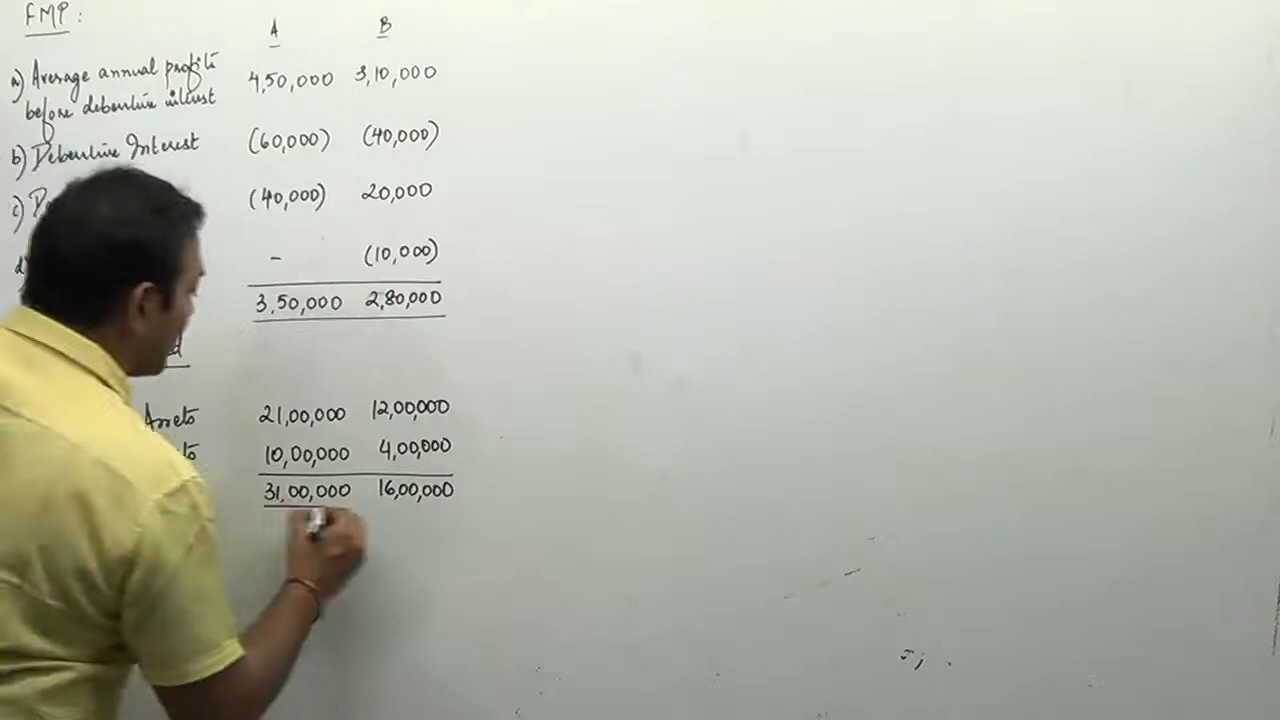 FMP:
A B
a) Average annual profits 4,50,000 3,10,000
before debenture interest
b) Debenture Interest (60,000) (40,000)
c) (40,000) 20,000
d) - (10,000)
3,50,000 2,80,000
Assets 21,00,000 12,00,000
10,00,000 4,00,000
31,00,000 16,00,000